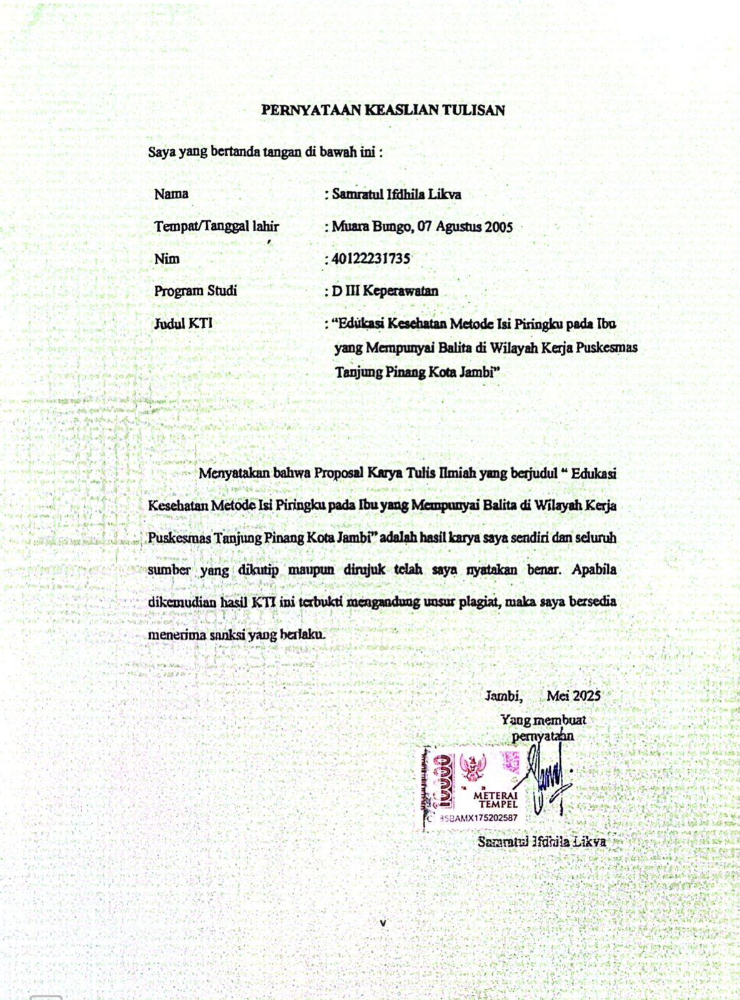 PERNYATAAN KEASLIAN TULISAN
Saya yang bertanda tangan di bawah ini :
Nama : Samratul Ifdhila Likva
Tempat/Tanggal lahir : Muara Bungo, 07 Agustus 2005
Nim : 40122231735
Program Studi : D III Keperawatan
Judul KTI : “Edukasi Kesehatan Metode Isi Piringku pada Ibu
yang Mempunyai Balita di Wilayah Kerja Puskesmas
Tanjung Pinang Kota Jambi”
Menyatakan bahwa Proposal Karya Tulis Ilmiah yang berjudul “ Edukasi
Kesehatan Metode Isi Piringku pada Ibu yang Mempunyai Balita di Wilayah Kerja
Puskesmas Tanjung Pinang Kota Jambi” adalah hasil karya saya sendiri dan seluruh
sumber yang dikutip maupun dirujuk telah saya nyatakan benar. Apabila
dikemudian hasil KTI ini terbukti mengandung unsur plagiat, maka saya bersedia
menerima sanksi yang berlaku.
Jambi, Mei 2025
Yang membuat
pernyataan
10000
METERAI
TEMPEL
AMX175202587
Samratul Ifdhila Likva
v